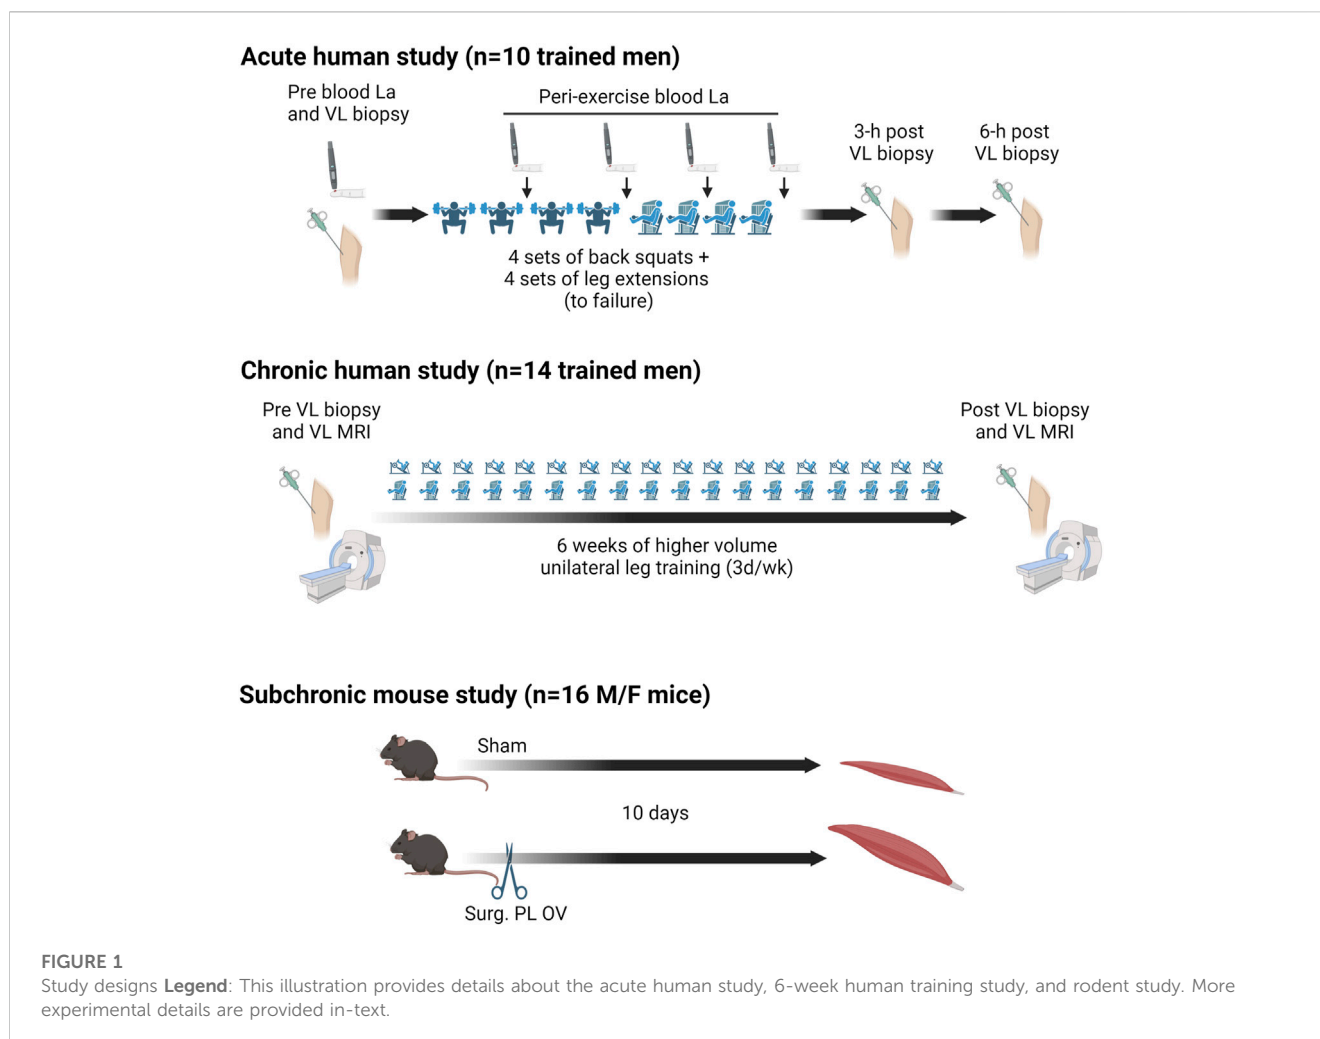 Acute human study (n=10 trained men)
Pre blood La
and VL biopsy
Peri-exercise blood La
3-h post
VL biopsy
6-h post
VL biopsy
4 sets of back squats +
4 sets of leg extensions
(to failure)
Chronic human study (n=14 trained men)
Pre VL biopsy
and VL MRI
Post VL biopsy
and VL MRI
6 weeks of higher volume
unilateral leg training (3d/wk)
Subchronic mouse study (n=16 M/F mice)
Sham
10 days
Surg. PL OV
FIGURE 1
Study designs Legend: This illustration provides details about the acute human study, 6-week human training study, and rodent study. More
experimental details are provided in-text.